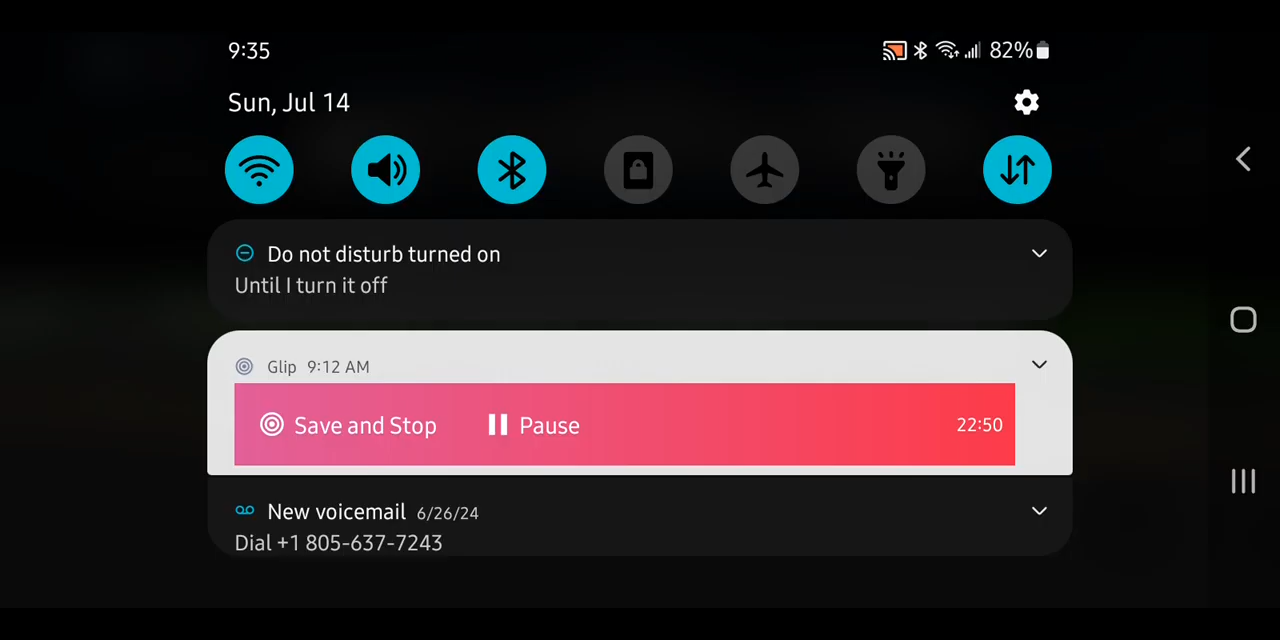 9:35 82%
Sun, Jul 14
Do not disturb turned on
Until I turn it off
Glip 9:12 AM
Save and Stop Pause 22:50
New voicemail 6/26/24
Dial +1 805-637-7243